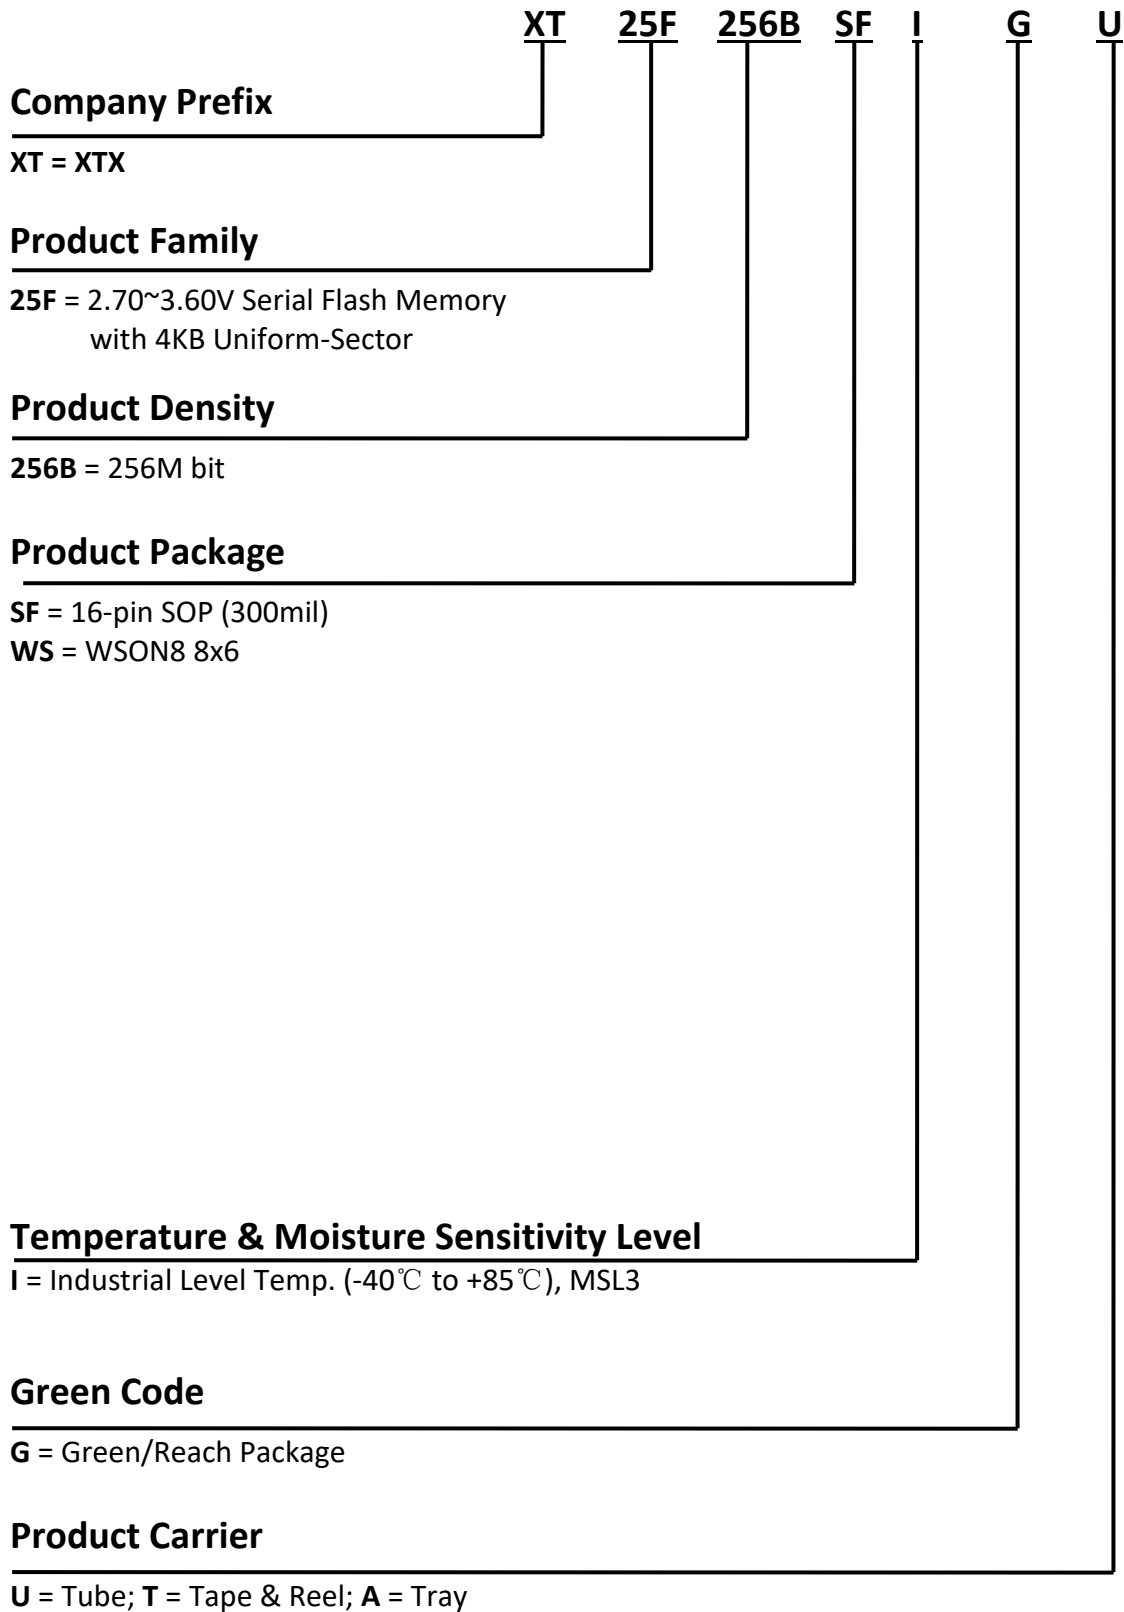 XT 25F 256B SF I G U
Company Prefix
XT = XTX
Product Family
25F = 2.70~3.60V Serial Flash Memory
with 4KB Uniform-Sector
Product Density
256B = 256M bit
Product Package
SF = 16-pin SOP (300mil)
WS = WSON8 8x6
Temperature & Moisture Sensitivity Level
I = Industrial Level Temp. (-40℃ to +85℃), MSL3
Green Code
G = Green/Reach Package
Product Carrier
U = Tube; T = Tape & Reel; A = Tray